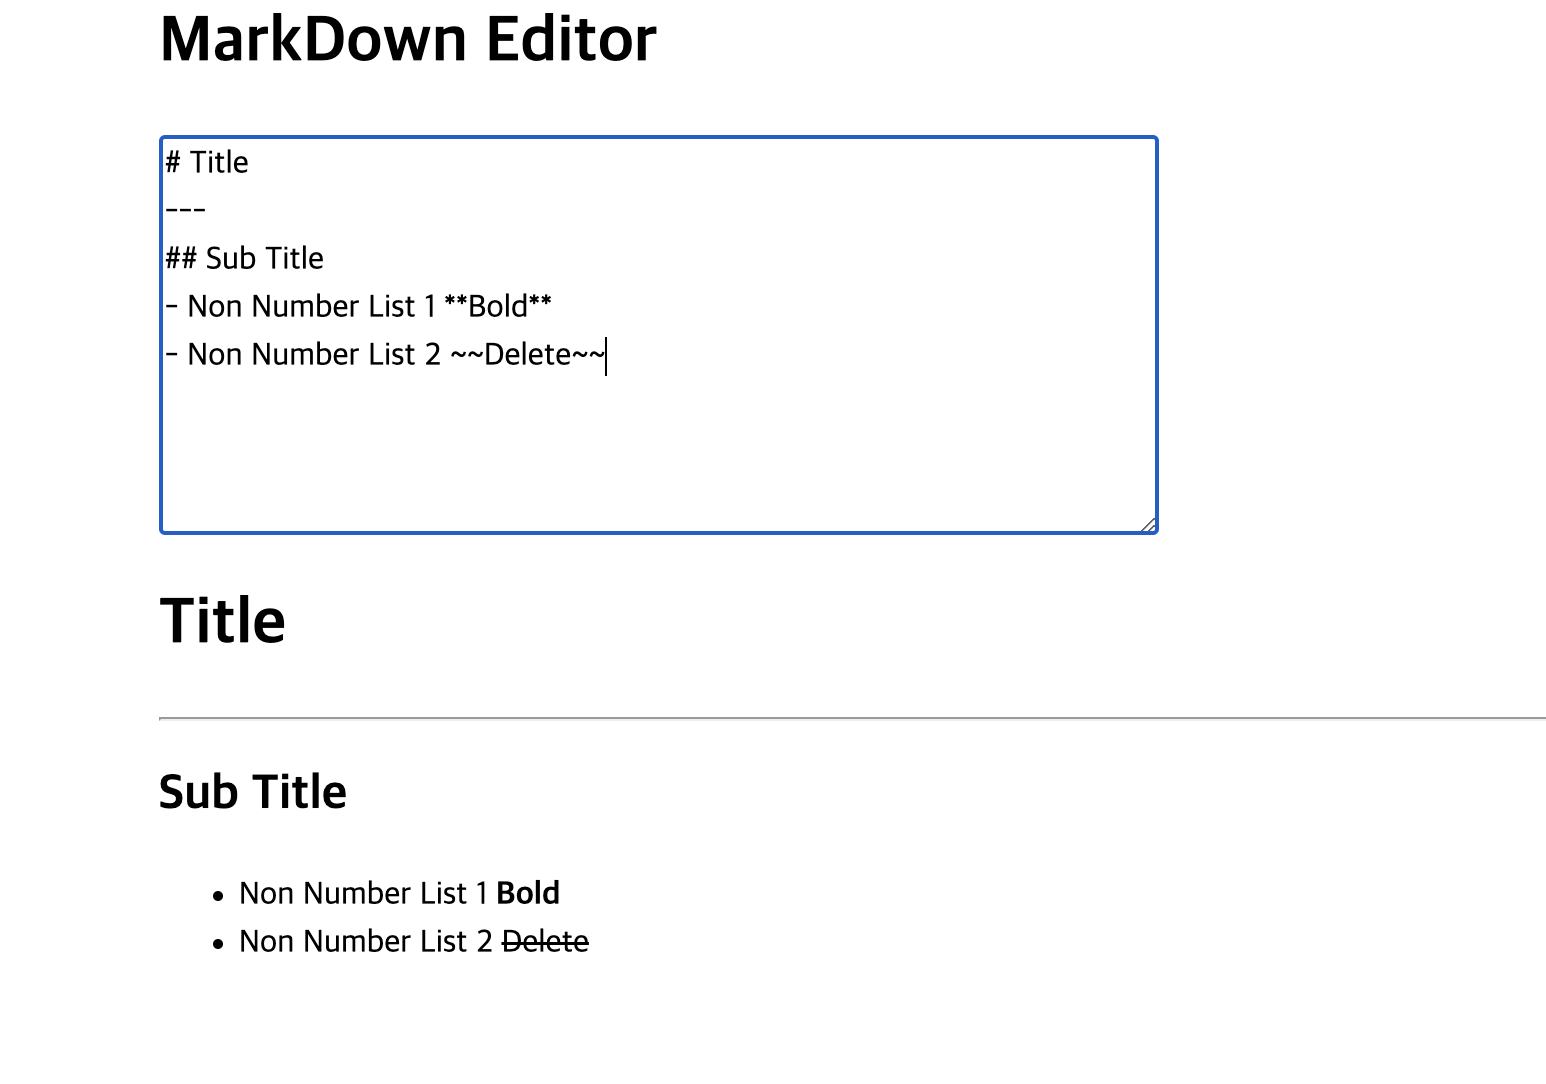 MarkDown Editor
# Title
---
## Sub Title
- Non Number List 1 **Bold**
- Non Number List 2 ~~Delete~~
Title
Sub Title
• Non Number List 1 Bold
• Non Number List 2 Delete